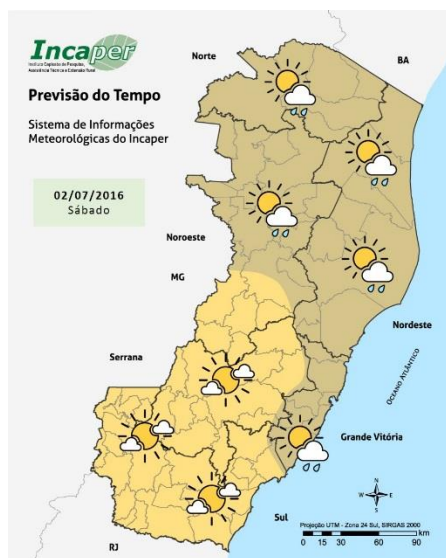 Incaper
Instituto Capixaba de Pesquisa,
Assistência Técnica e Extensão Rural
Previsão do Tempo
Sistema de Informações
Meteorológicas do Incaper
02/07/2016
Sábado
Norte
BA
Noroeste
MG
Nordeste
Serrana
OCEANO ATLÂNTICO
Grande Vitória
Sul
RJ
N
W
E
S
Projeção UTM - Zona 24 Sul, SIRGAS 2000
0 15 30 60 90
km